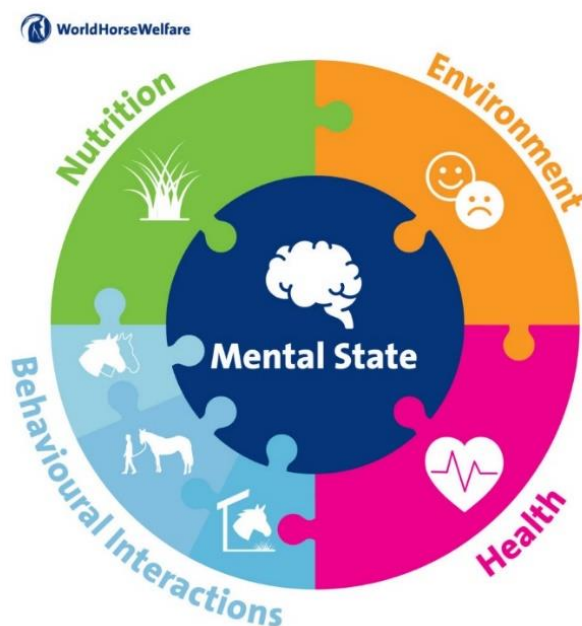 WorldHorseWelfare
Nutrition
Environment
Mental State
Behavioural Interactions
Health